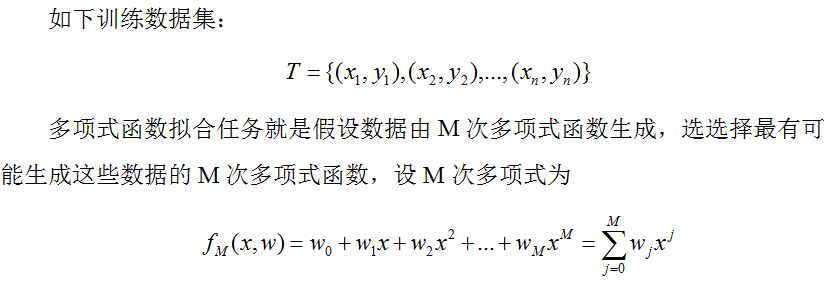 如下训练数据集：
T = {(x₁, y₁),(x₂, y₂),...,(xₙ, yₙ)}
多项式函数拟合任务就是假设数据由 M 次多项式函数生成，选选择最有可
能生成这些数据的 M 次多项式函数，设 M 次多项式为
f_M(x, w) = w₀ + w₁x + w₂x² + ... + w_M x^M = ∑_{j=0}^{M} w_j x^j